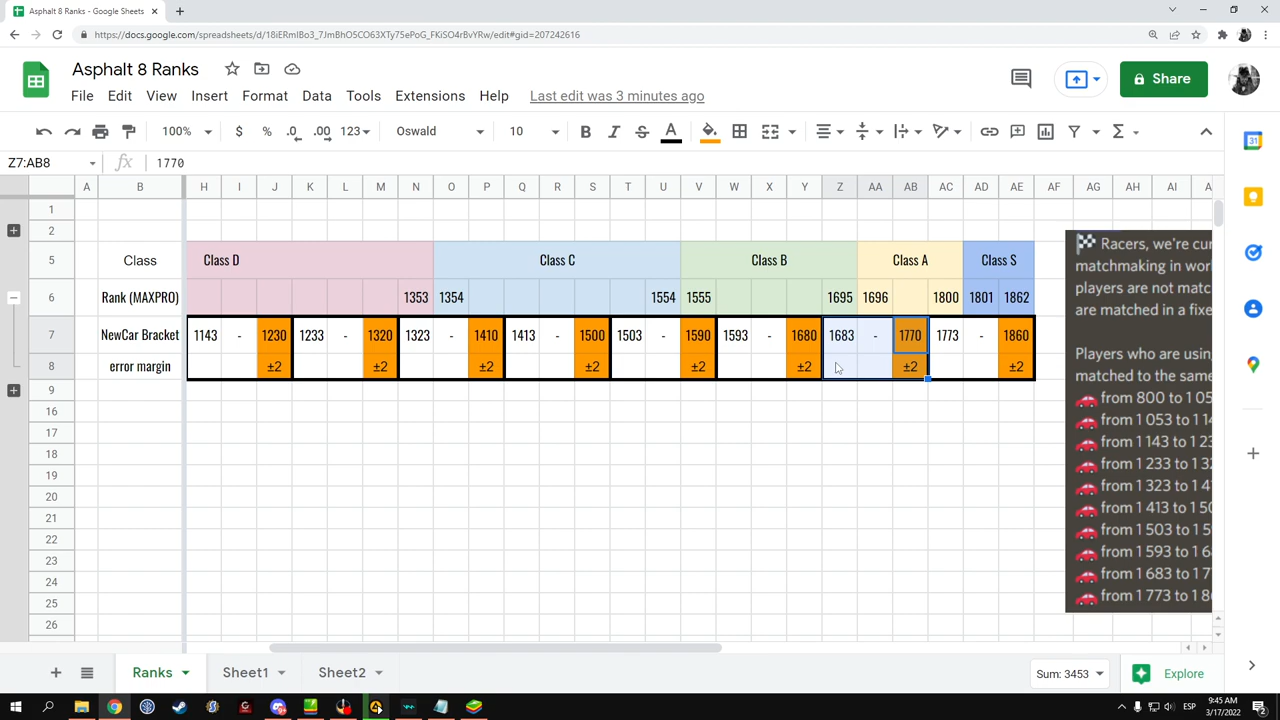 Asphalt 8 Ranks - Google Sheets
https://docs.google.com/spreadsheets/d/18iERmIBo3_7JmBhO5CO63XTy75ePoG_FKiSO4rBvYRw/edit#gid=207242616
Asphalt 8 Ranks
Share
File Edit View Insert Format Data Tools Extensions Help Last edit was 3 minutes ago
100% $ % .0 .00 123 Oswald 10 B I S A Σ
Z7:AB8 fx 1770
A B H I J K L M N O P Q R S T U V W X Y Z AA AB AC AD AE AF AG AH AI
1
2
5 Class Class D Class C Class B Class A Class S
6 Rank (MAXPRO) 1353 1354 1554 1555 1695 1696 1800 1801 1862
7 NewCar Bracket 1143 - 1230 1233 - 1320 1323 - 1410 1413 - 1500 1503 - 1590 1593 - 1680 1683 - 1770 1773 - 1860
8 error margin ±2 ±2 ±2 ±2 ±2 ±2 ±2 ±2
9
16
17
18
19
20
21
22
23
24
25
26
Racers, we're cur
matchmaking in wor
players are not matc
are matched in a fixe
Players who are using
matched to the same
from 800 to 1 05
from 1 053 to 1 14
from 1 143 to 1 23
from 1 233 to 1 32
from 1 323 to 1 4
from 1 413 to 1 50
from 1 503 to 1 5
from 1 593 to 1 6
from 1 683 to 1 7
from 1 773 to 1 8
31
Ranks Sheet1 Sheet2 Sum: 3453 Explore
ESP
9:45 AM
3/17/2022
2